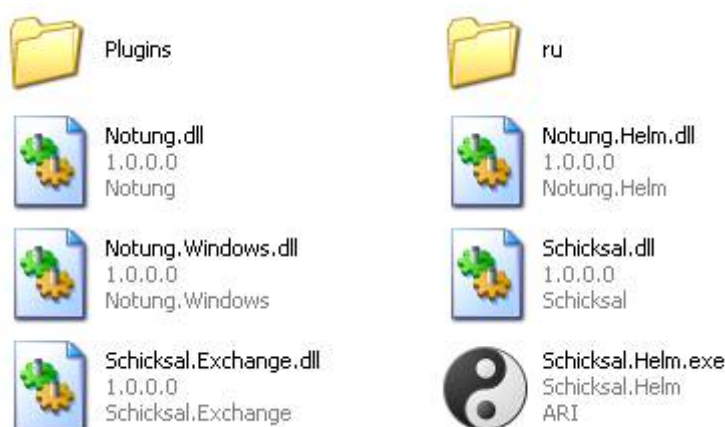 Plugins
ru
Notung.dll
1.0.0.0
Notung
Notung.Helm.dll
1.0.0.0
Notung.Helm
Notung.Windows.dll
1.0.0.0
Notung.Windows
Schicksal.dll
1.0.0.0
Schicksal
Schicksal.Exchange.dll
1.0.0.0
Schicksal.Exchange
Schicksal.Helm.exe
Schicksal.Helm
ARI